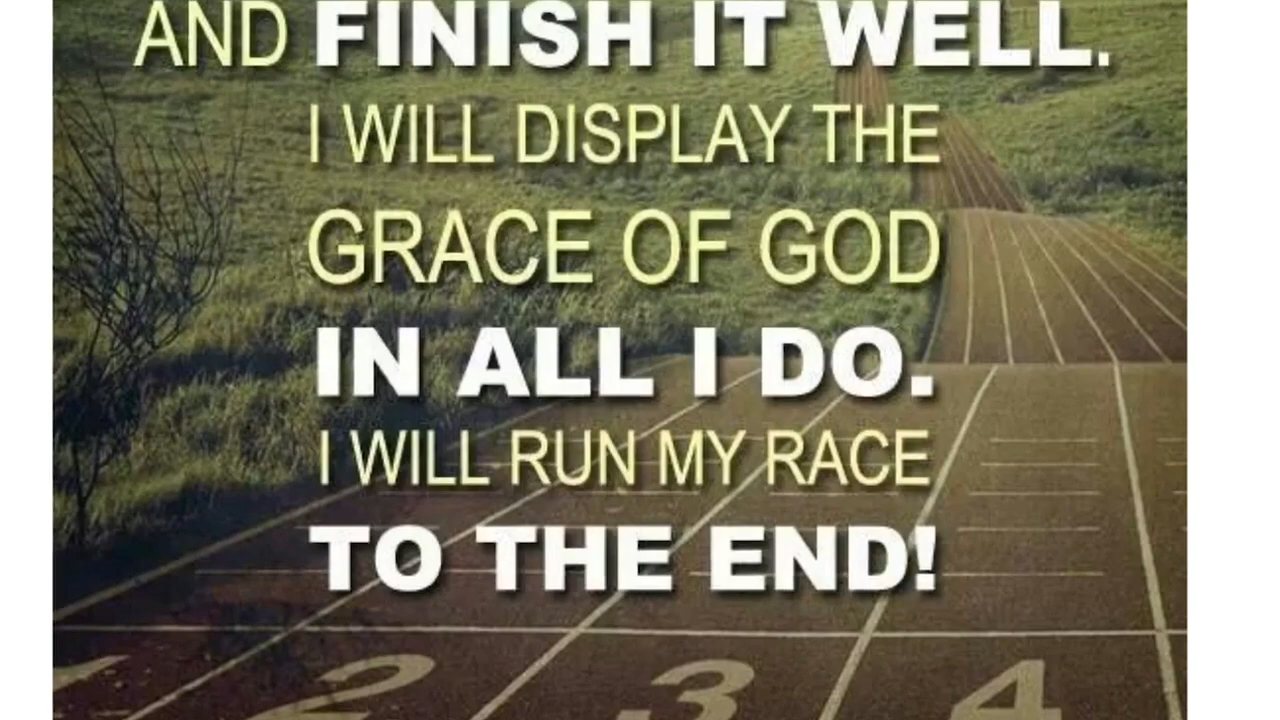 AND FINISH IT WELL.
I WILL DISPLAY THE
GRACE OF GOD
IN ALL I DO.
I WILL RUN MY RACE
TO THE END!
1 2 3 4